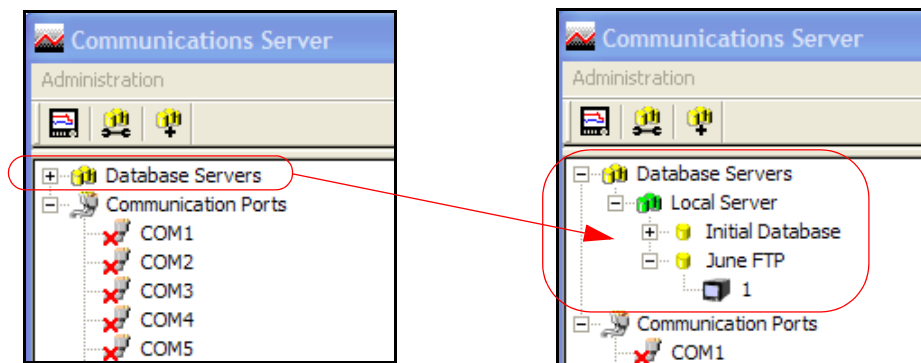 Communications Server
Administration
Database Servers
Communication Ports
COM1
COM2
COM3
COM4
COM5
Communications Server
Administration
Database Servers
Local Server
Initial Database
June FTP
1
Communication Ports
COM1